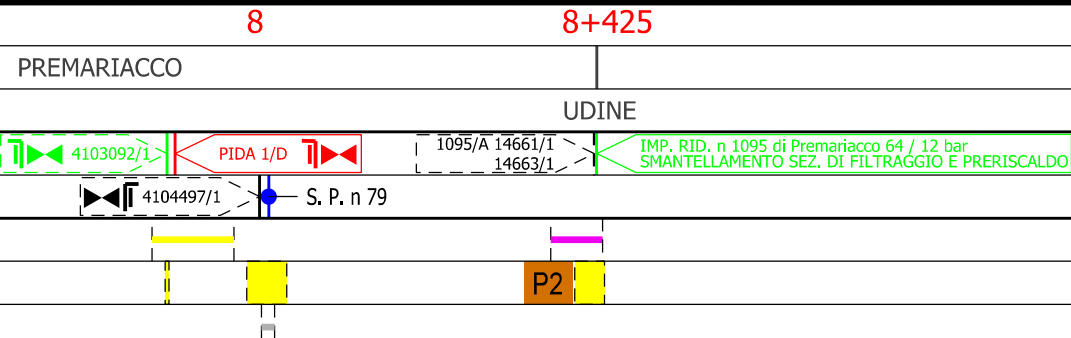 8 8+425
PREMARIACCO
UDINE
4103092/1 PIDA 1/D 1095/A 14661/1 IMP. RID. n 1095 di Premariacco 64 / 12 bar
14663/1 SMANTELLAMENTO SEZ. DI FILTRAGGIO E PRERISCALDO
4104497/1 S. P. n 79
P2